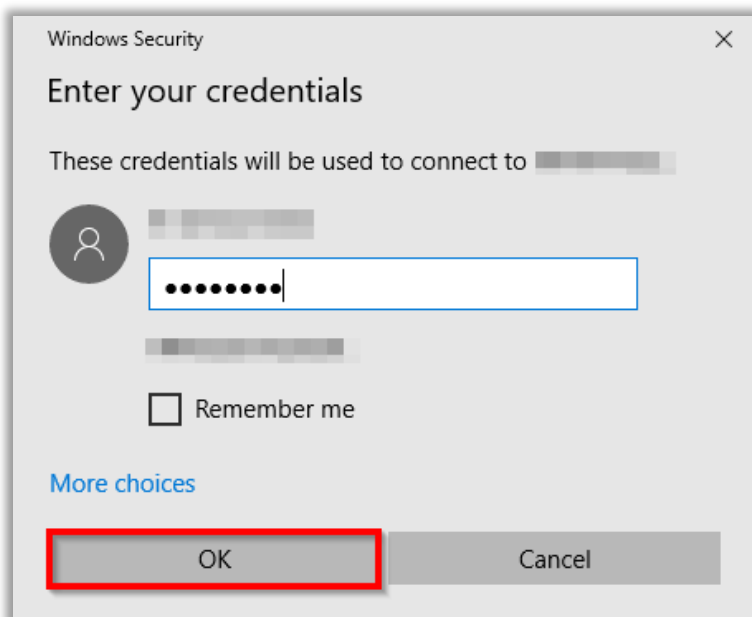 Windows Security
Enter your credentials
These credentials will be used to connect to
••••••••
Remember me
More choices
OK
Cancel